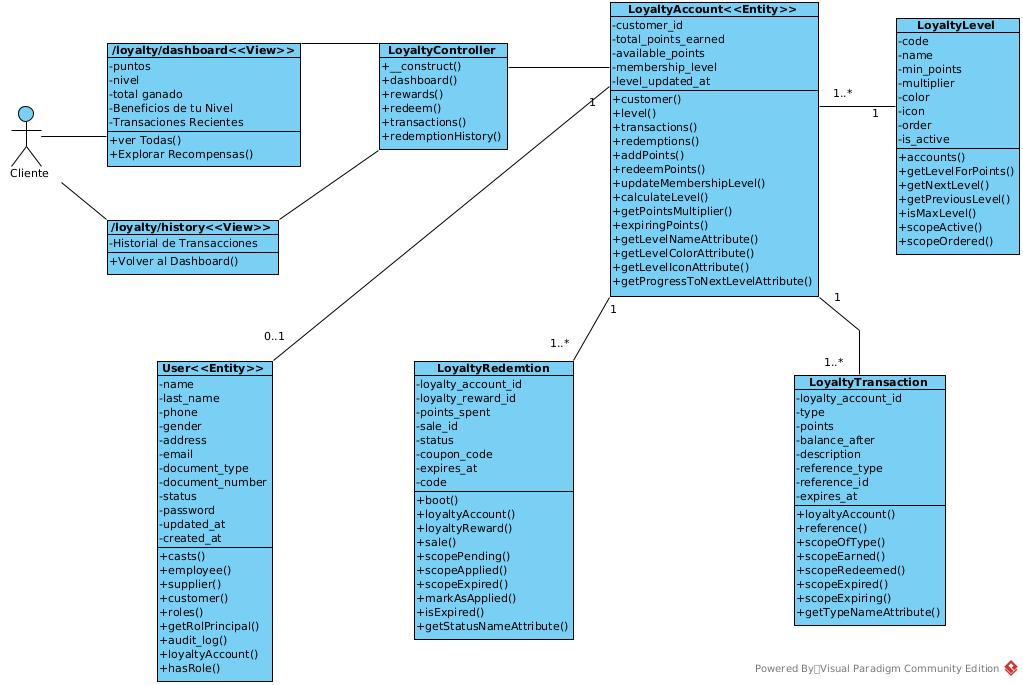 /loyalty/dashboard<<View>>
-puntos
-nivel
-total ganado
-Beneficios de tu Nivel
-Transaciones Recientes
+ver Todas()
+Explorar Recompensas()
Cliente
/loyalty/history<<View>>
-Historial de Transacciones
+Volver al Dashboard()
LoyaltyController
+__construct()
+dashboard()
+rewards()
+redeem()
+transactions()
+redemptionHistory()
LoyaltyAccount<<Entity>>
-customer_id
-total_points_earned
-available_points
-membership_level
-level_updated_at
+customer()
+level()
+transactions()
+redemptions()
+addPoints()
+redeemPoints()
+updateMembershipLevel()
+calculateLevel()
+getPointsMultiplier()
+expiringPoints()
+getLevelNameAttribute()
+getLevelColorAttribute()
+getLevelIconAttribute()
+getProgressToNextLevelAttribute()
LoyaltyLevel
-code
-name
-min_points
-multiplier
-color
-icon
-order
-is_active
+accounts()
+getLevelForPoints()
+getNextLevel()
+getPreviousLevel()
+isMaxLevel()
+scopeActive()
+scopeOrdered()
1..*
1
1
0..1
1
1..*
1
1..*
User<<Entity>>
-name
-last_name
-phone
-gender
-address
-email
-document_type
-document_number
-status
-password
-updated_at
-created_at
+casts()
+employee()
+supplier()
+customer()
+roles()
+getRolPrincipal()
+audit_log()
+loyaltyAccount()
+hasRole()
LoyaltyRedemtion
-loyalty_account_id
-loyalty_reward_id
-points_spent
-sale_id
-status
-coupon_code
-expires_at
-code
+boot()
+loyaltyAccount()
+loyaltyReward()
+sale()
+scopePending()
+scopeApplied()
+scopeExpired()
+markAsApplied()
+isExpired()
+getStatusNameAttribute()
LoyaltyTransaction
-loyalty_account_id
-type
-points
-balance_after
-description
-reference_type
-reference_id
-expires_at
+loyaltyAccount()
+reference()
+scopeOfType()
+scopeEarned()
+scopeRedeemed()
+scopeExpired()
+scopeExpiring()
+getTypeNameAttribute()
Powered By Visual Paradigm Community Edition